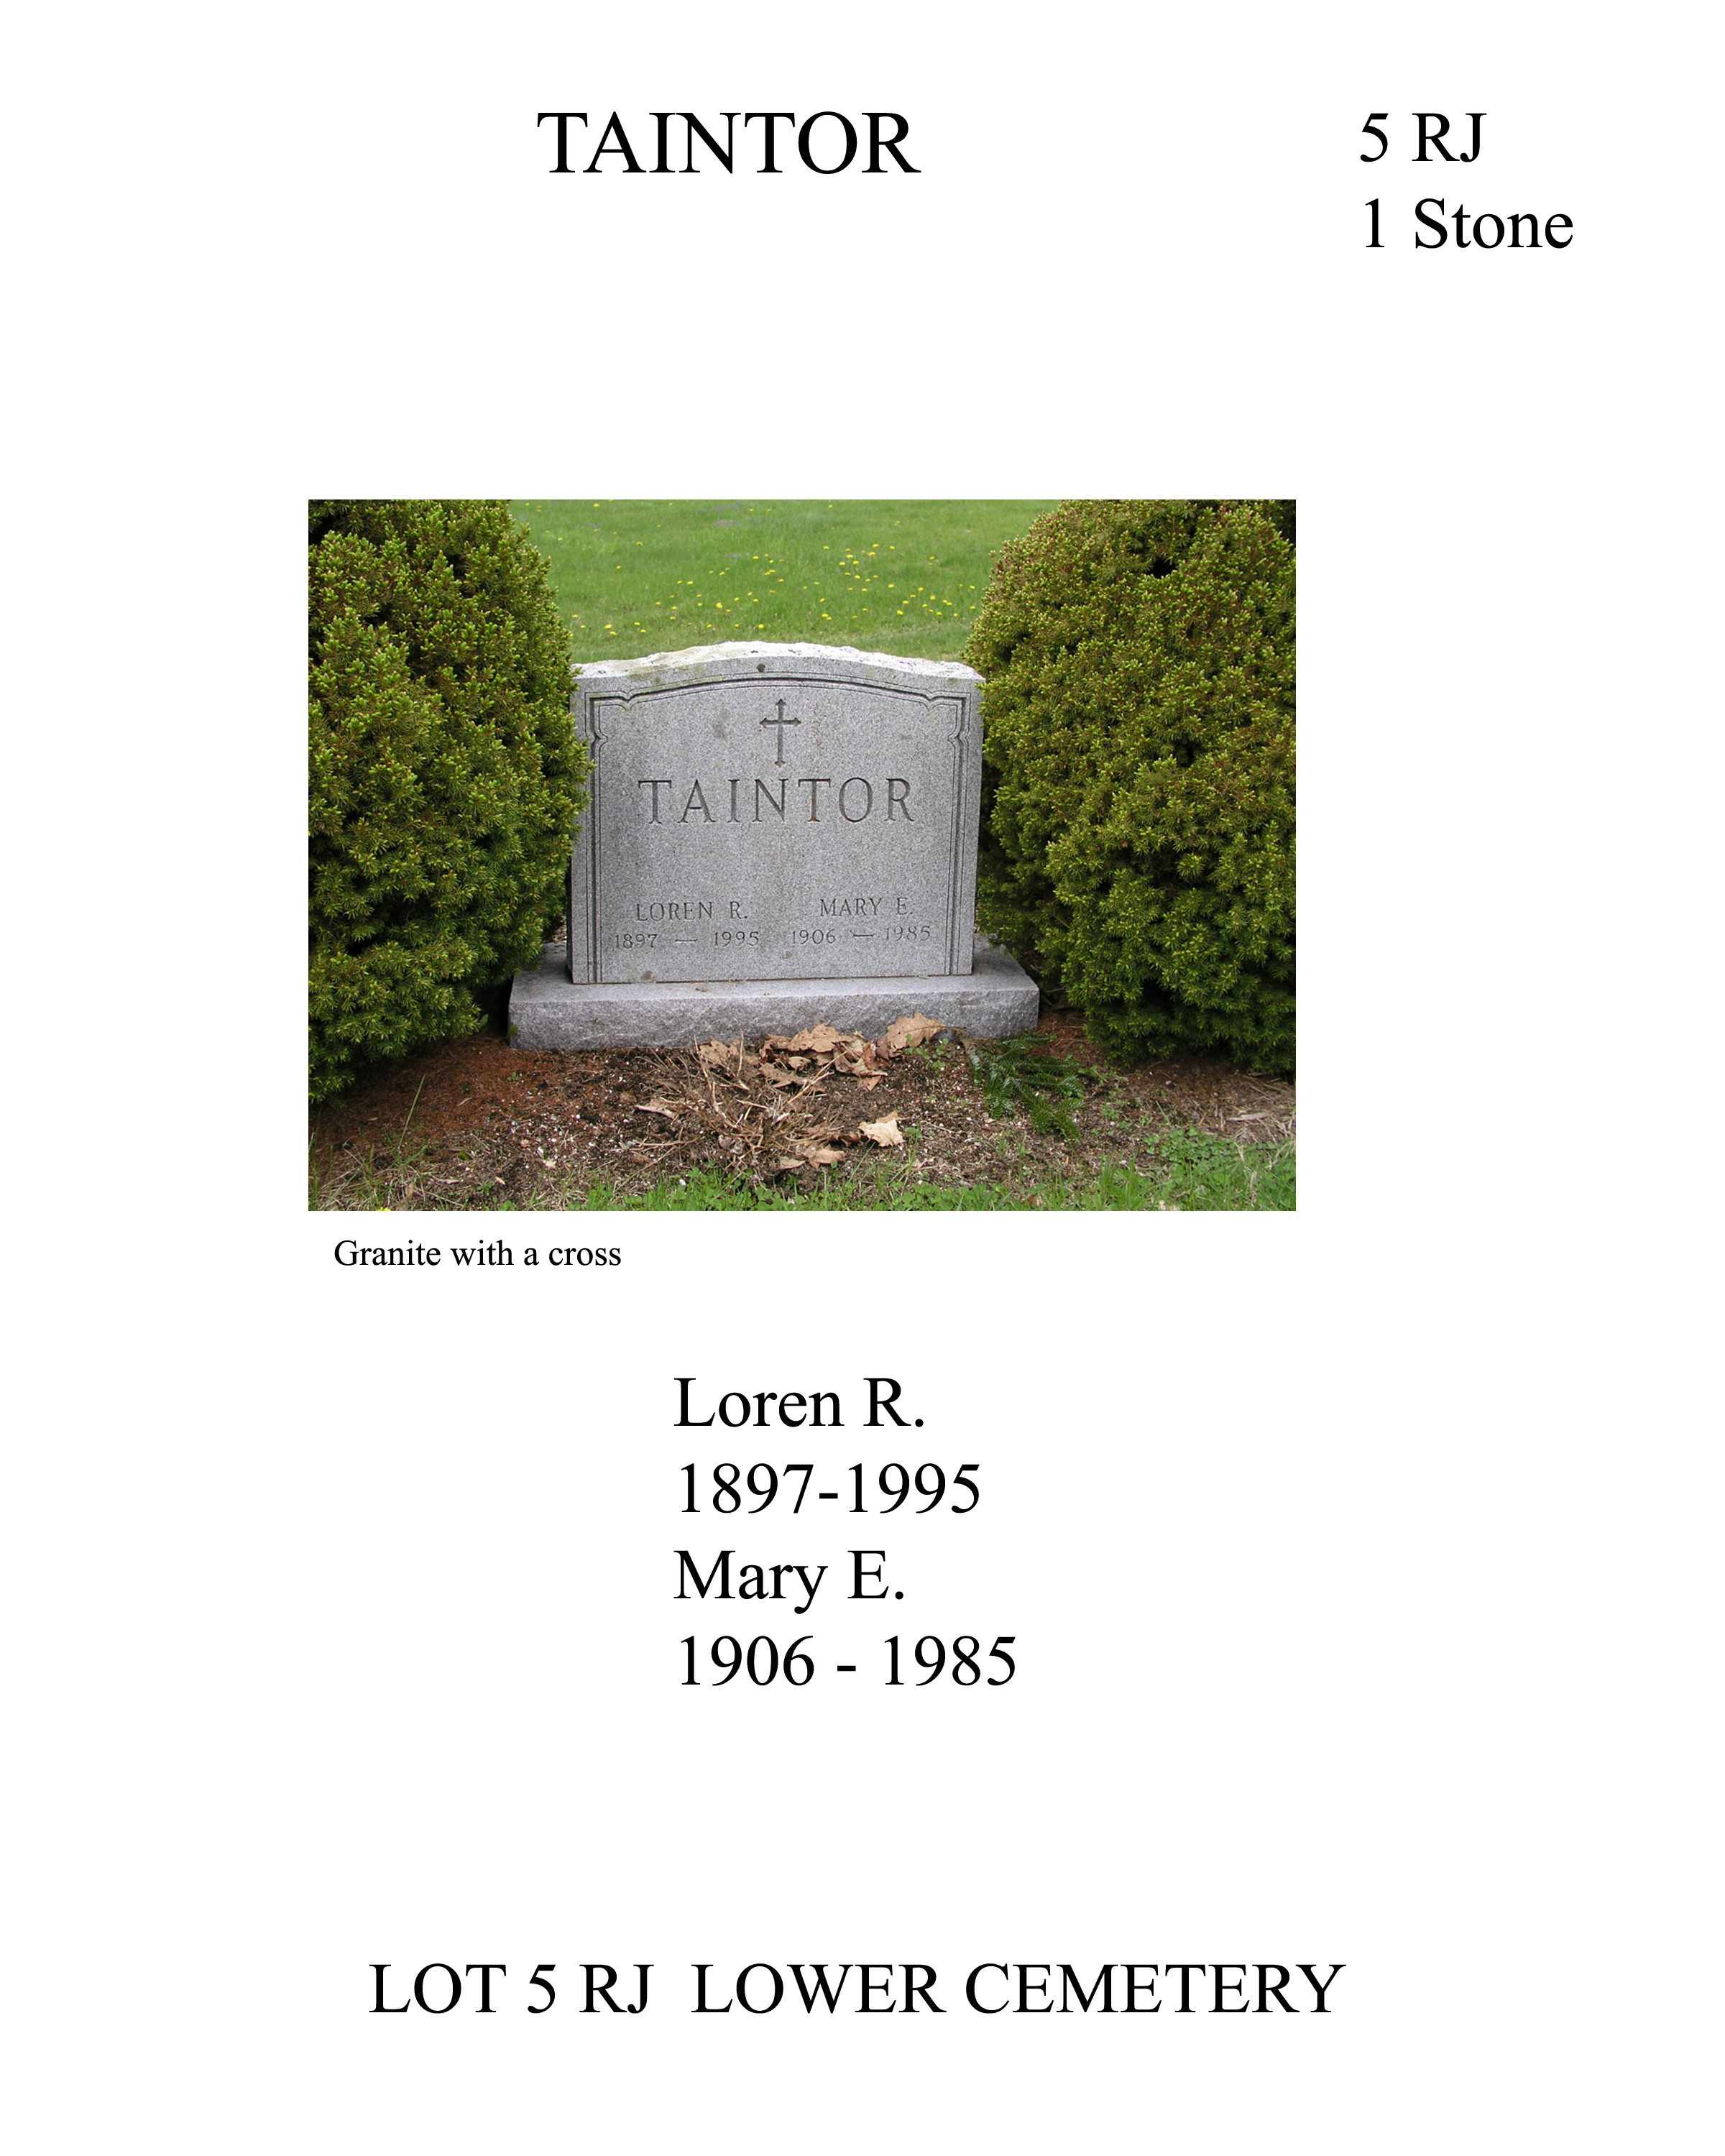 TAINTOR
5 RJ
1 Stone
TAINTOR
LOREN R. MARY E.
1897 — 1995 1906 — 1985
Granite with a cross
Loren R.
1897-1995
Mary E.
1906 - 1985
LOT 5 RJ LOWER CEMETERY